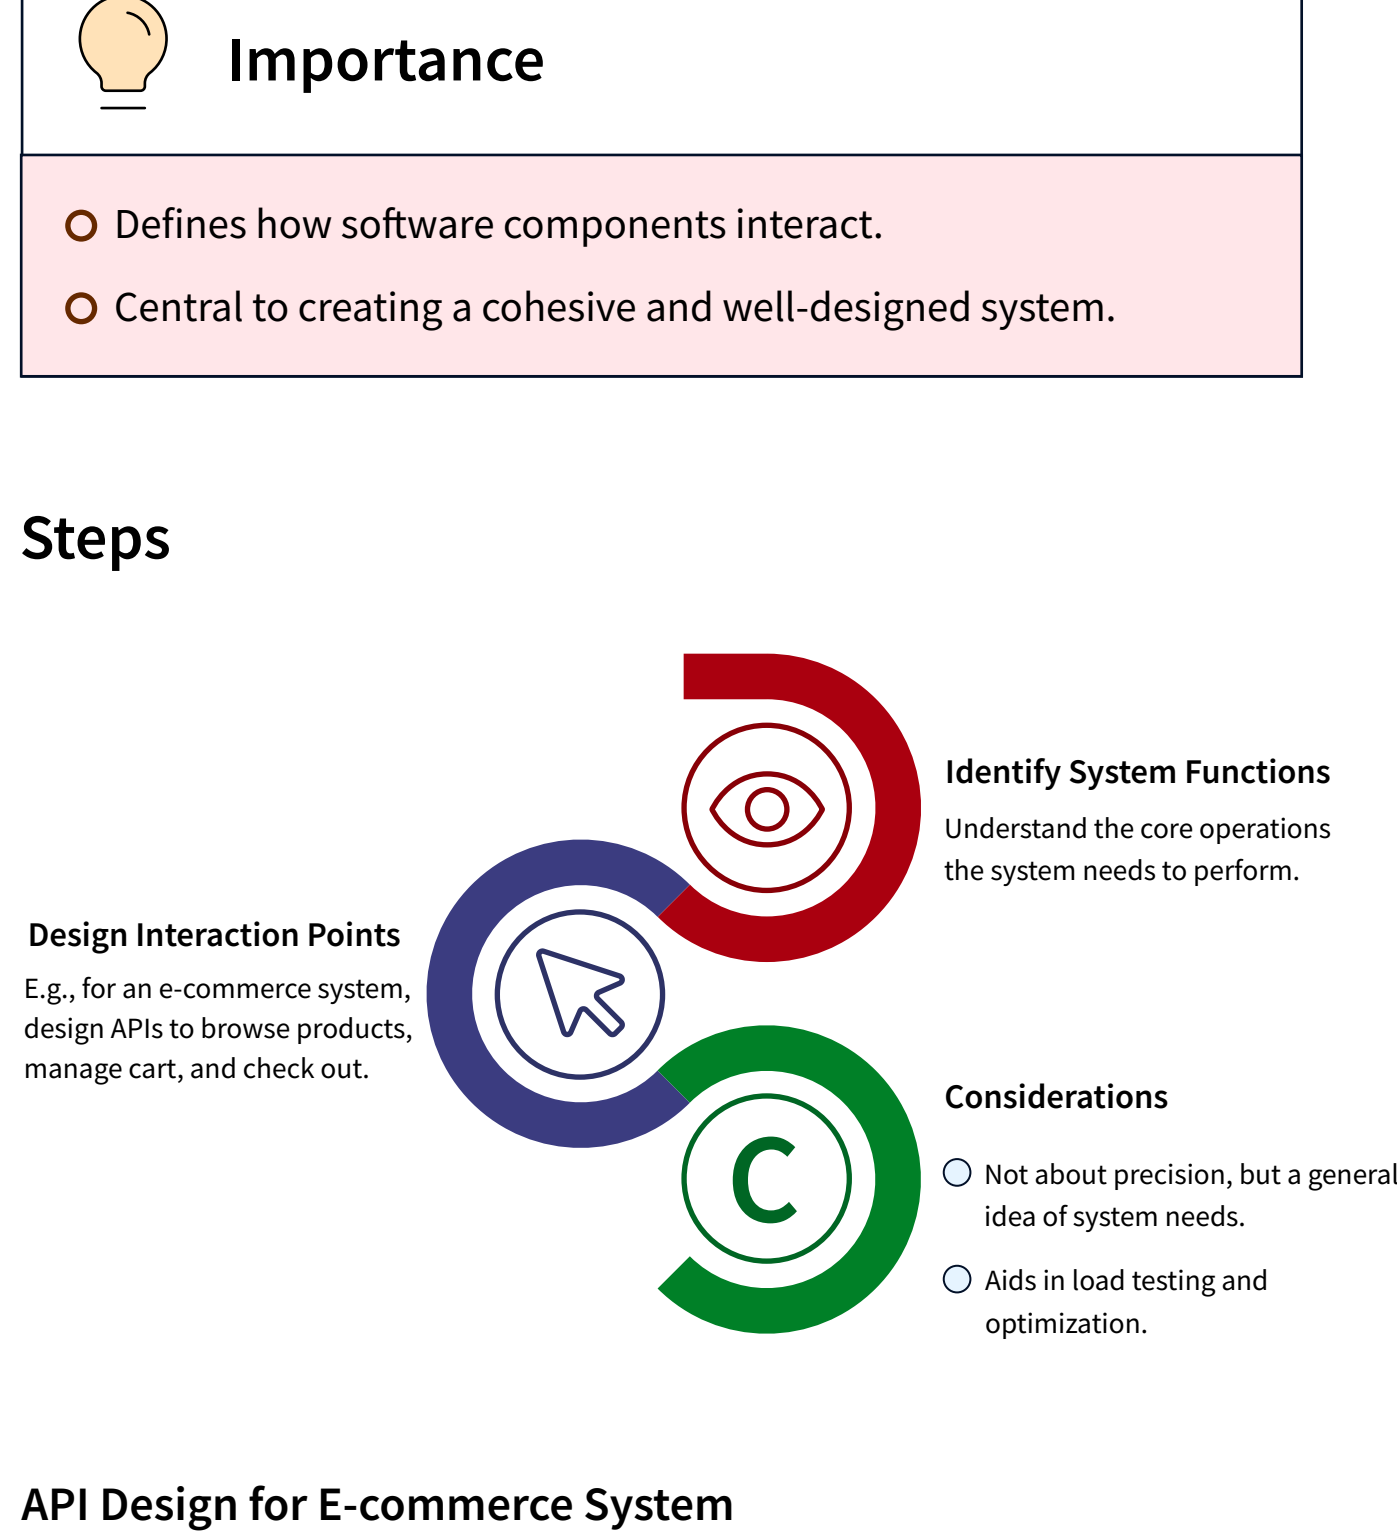 Importance
Defines how software components interact.
Central to creating a cohesive and well-designed system.
Steps
Identify System Functions
Understand the core operations
the system needs to perform.
Design Interaction Points
E.g., for an e-commerce system,
design APIs to browse products,
manage cart, and check out.
C
Considerations
Not about precision, but a general
idea of system needs.
Aids in load testing and
optimization.
API Design for E-commerce System